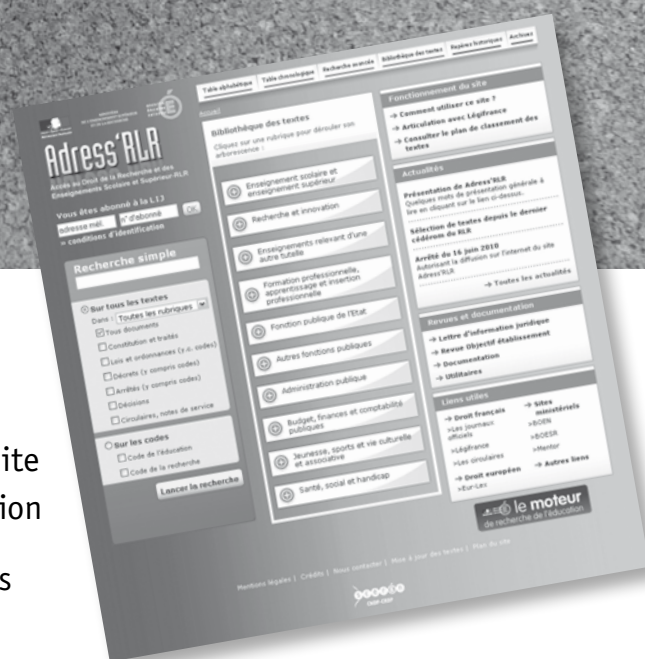 Table alphabétique
Table chronologique
Recherche avancée
Bibliothèque des textes
Repères historiques
Archives
Adress'RLR
Accès au Droit de la Recherche et des
Enseignements Scolaire et Supérieur-RLR
Vous êtes abonné à la LIJ
adresse mél.
n° d'abonné
OK
= conditions d'identification
Recherche simple
Sur tous les textes
Dans : Toutes les rubriques
Tous documents
Constitution et traités
Lois et ordonnances (y.c. codes)
Décrets (y compris codes)
Arrêtés (y compris codes)
Décisions
Circulaires, notes de service
Sur les codes
Code de l'éducation
Code de la recherche
Lancer la recherche
Accueil
Bibliothèque des textes
Cliquez sur une rubrique pour dérouler son
arborescence :
Enseignement scolaire et
enseignement supérieur
Recherche et innovation
Enseignements relevant d'une
autre tutelle
Formation professionnelle,
apprentissage et insertion
professionnelle
Fonction publique de l'Etat
Autres fonctions publiques
Administration publique
Budget, finances et comptabilité
publiques
Jeunesse, sports et vie culturelle
et associative
Santé, social et handicap
Fonctionnement du site
→ Comment utiliser ce site ?
→ Articulation avec Légifrance
→ Consulter le plan de classement des
textes
Actualités
Présentation de Adress'RLR
Quelques mots de présentation générale à
lire en cliquant sur le lien ci-dessus.
Sélection de textes depuis le dernier
cédérom du RLR
Arrêté du 16 juin 2010
Autorisant la diffusion sur l'internet du site
Adress'RLR
→ Toutes les actualités
Revues et documentation
→ Lettre d'information juridique
→ Revue Objectif établissement
→ Documentation
→ Utilitaires
Liens utiles
→ Droit français
>Les journaux
officiels
>Légifrance
>Les circulaires
→ Droit européen
>Eur-Lex
→ Sites
ministériels
>BOEN
>BOESR
>Mentor
→ Autres liens
le moteur
de recherche de l'éducation
Mentions légales | Crédits | Nous contacter | Mise à jour des textes | Plan du site
ite
ion
s